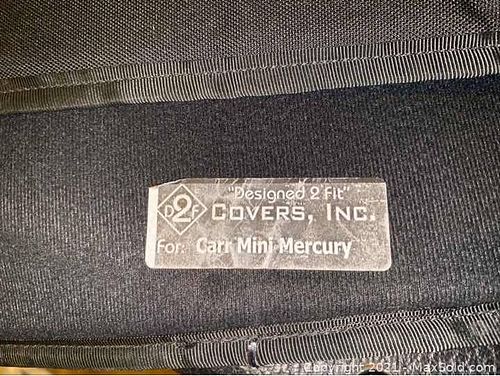 "Designed 2 Fit"
D2F COVERS, INC.
For: Carr Mini Mercury
Copyright 2021 - MaxSold.com